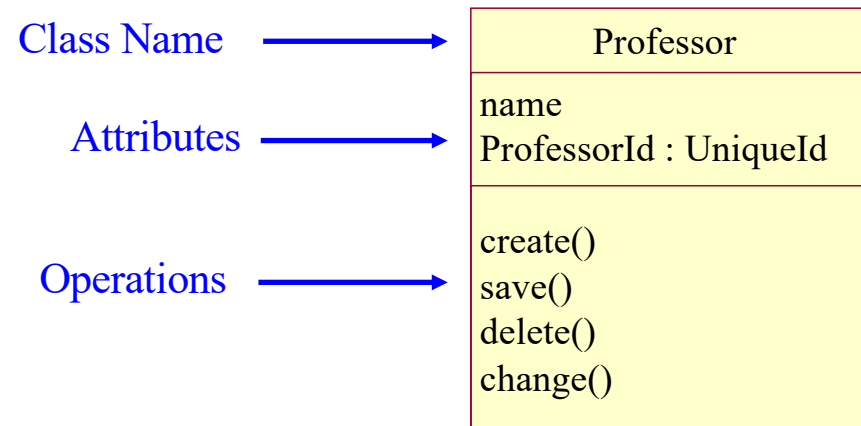 Class Name
Professor
Attributes
name
ProfessorId : UniqueId
Operations
create()
save()
delete()
change()